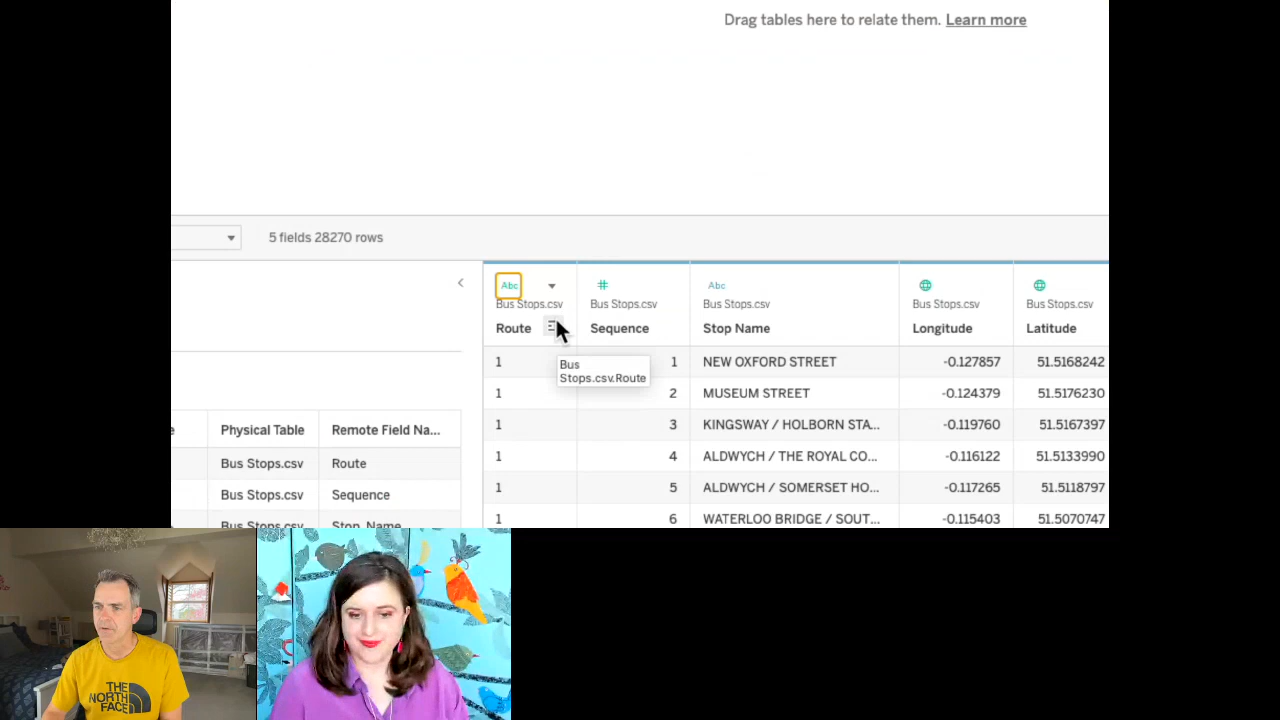 Drag tables here to relate them. Learn more
5 fields 28270 rows
Abc
Bus Stops.csv
Route
#
Bus Stops.csv
Sequence
Abc
Bus Stops.csv
Stop Name
Bus Stops.csv
Longitude
Bus Stops.csv
Latitude
1 1 NEW OXFORD STREET -0.127857 51.5168242
1 2 MUSEUM STREET -0.124379 51.5176230
1 3 KINGSWAY / HOLBORN STA... -0.119760 51.5167397
1 4 ALDWYCH / THE ROYAL CO... -0.116122 51.5133990
1 5 ALDWYCH / SOMERSET HO... -0.117265 51.5118797
1 6 WATERLOO BRIDGE / SOUT... -0.115403 51.5070747
Bus
Stops.csv.Route
Physical Table Remote Field Na...
Bus Stops.csv Route
Bus Stops.csv Sequence
Bus Stops.csv Stop_Name
THE
NORTH
FACE